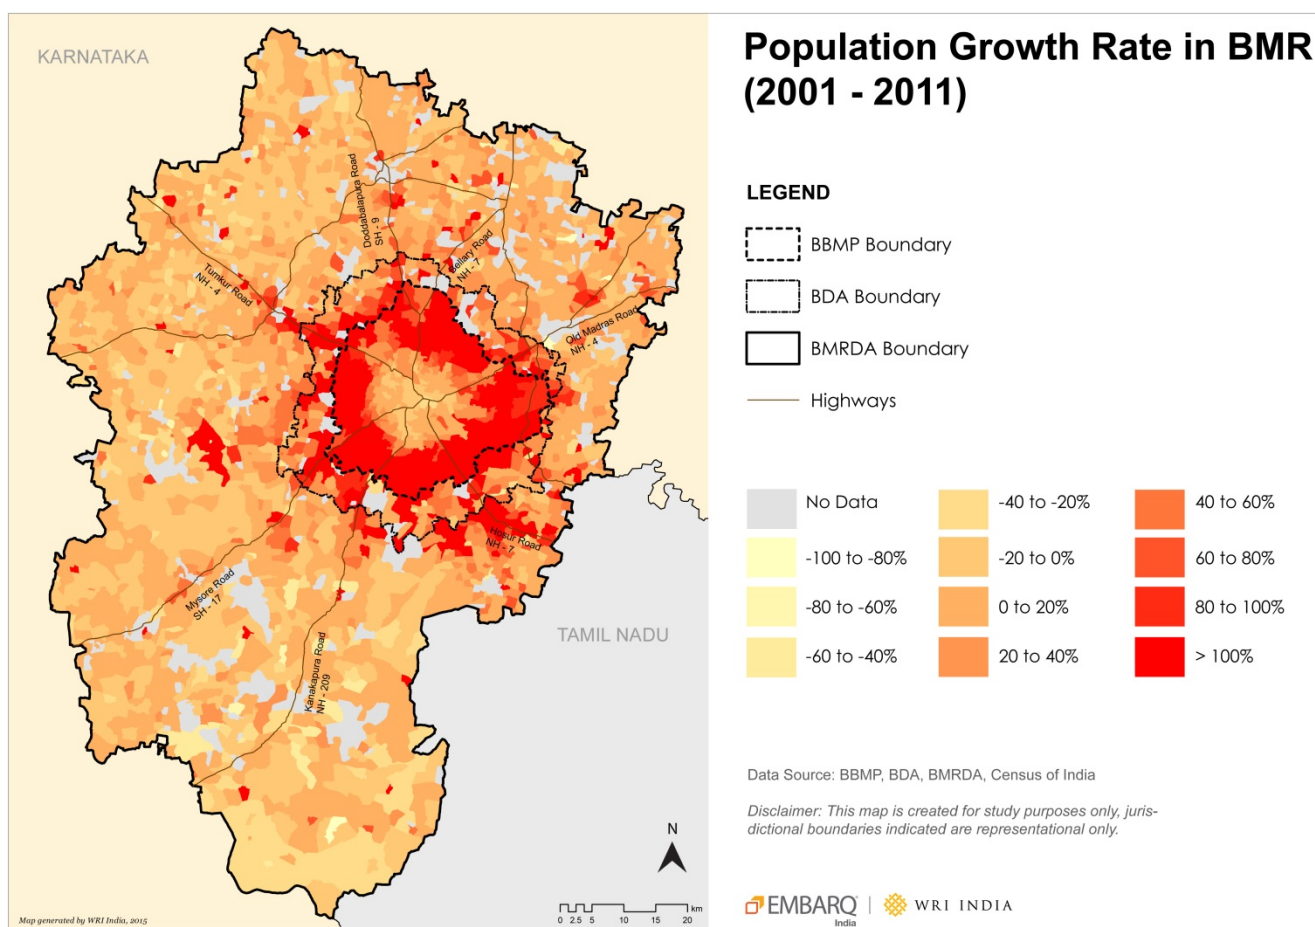 KARNATAKA
Doddabalapura Road
SH - 9
Bellary Road
NH - 7
Tumkur Road
NH - 4
Old Madras Road
NH - 4
Hosur Road
NH - 7
Mysore Road
SH - 17
Kanakapura Road
NH - 209
TAMIL NADU
N
km
0 2.5 5 10 15 20
Map generated by WRI India, 2015
Population Growth Rate in BMR
(2001 - 2011)
LEGEND
BBMP Boundary
BDA Boundary
BMRDA Boundary
Highways
No Data
-100 to -80%
-80 to -60%
-60 to -40%
-40 to -20%
-20 to 0%
0 to 20%
20 to 40%
40 to 60%
60 to 80%
80 to 100%
> 100%
Data Source: BBMP, BDA, BMRDA, Census of India
Disclaimer: This map is created for study purposes only, juris-
dictional boundaries indicated are representational only.
EMBARQ
India
WRI INDIA